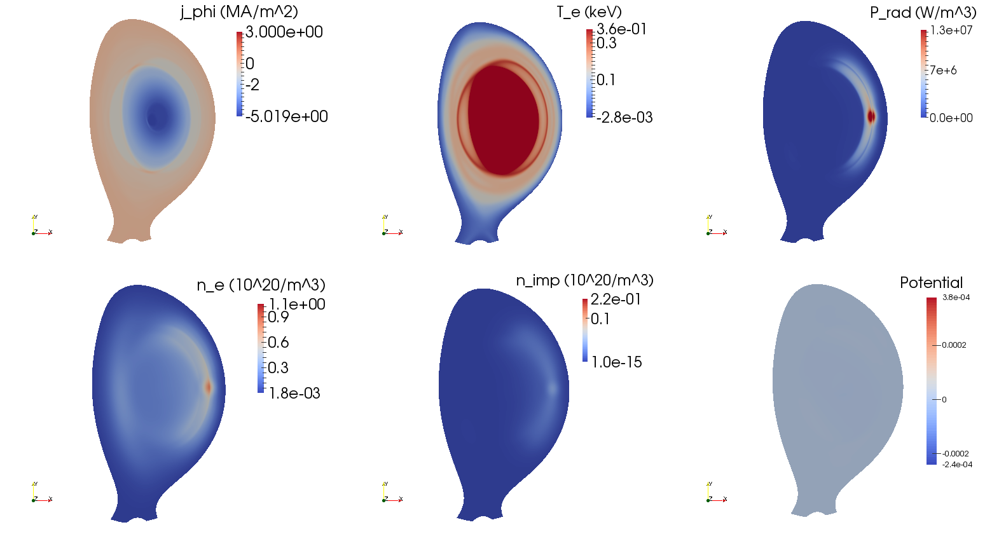 j_phi (MA/m^2)
3.000e+00
0
-2
-5.019e+00
T_e (keV)
3.6e-01
0.3
0.1
-2.8e-03
P_rad (W/m^3)
1.3e+07
7e+6
0.0e+00
Y
Z X
Y
Z X
Y
Z X
n_e (10^20/m^3)
1.1e+00
0.9
0.6
0.3
1.8e-03
n_imp (10^20/m^3)
2.2e-01
0.1
1.0e-15
Potential
3.8e-04
0.0002
0
-0.0002
-2.4e-04
Y
Z X
Y
Z X
Y
Z X